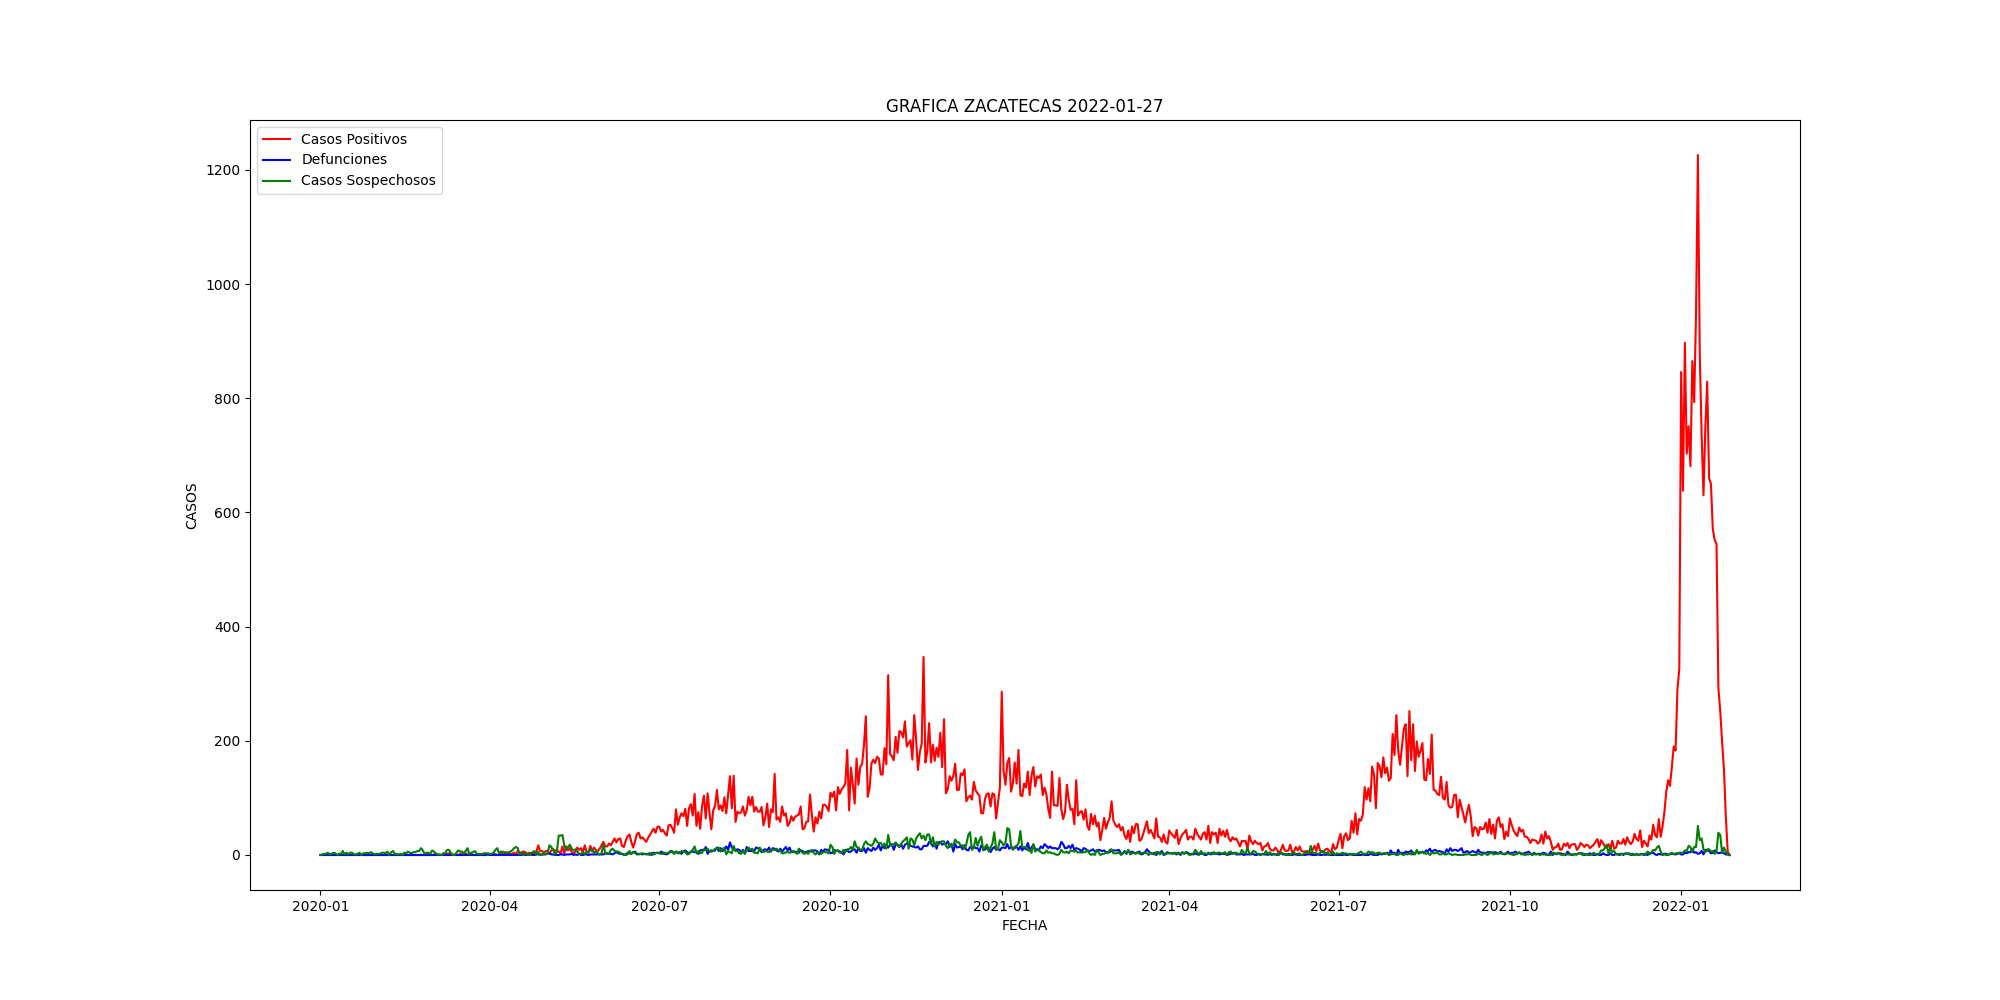 GRAFICA ZACATECAS 2022-01-27
Casos Positivos
Defunciones
Casos Sospechosos
1200
1000
800
600
400
200
0
CASOS
2020-01 2020-04 2020-07 2020-10 2021-01 2021-04 2021-07 2021-10 2022-01
FECHA